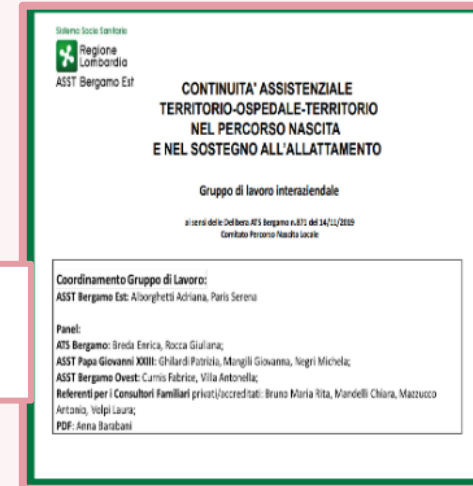 Sistema Socio Sanitario
Regione
Lombardia
ASST Bergamo Est
CONTINUITA' ASSISTENZIALE
TERRITORIO-OSPEDALE-TERRITORIO
NEL PERCORSO NASCITA
E NEL SOSTEGNO ALL'ALLATTAMENTO
Gruppo di lavoro interaziendale
ai sensi delle Delibera ATS Bergamo n.871 del 14/11/2019
Comitato Percorso Nascita Locale
Coordinamento Gruppo di Lavoro:
ASST Bergamo Est: Alborghetti Adriana, Paris Serena
Panel:
ATS Bergamo: Breda Enrica, Rocca Giuliana;
ASST Papa Giovanni XXIII: Ghilardi Patrizia, Mangili Giovanna, Negri Michela;
ASST Bergamo Ovest: Curnis Fabrice, Villa Antonella;
Referenti per i Consultori Familiari privati/accreditati: Bruno Maria Rita, Mandelli Chiara, Mazzucco
Antonio, Volpi Laura;
PDF: Anna Barabani